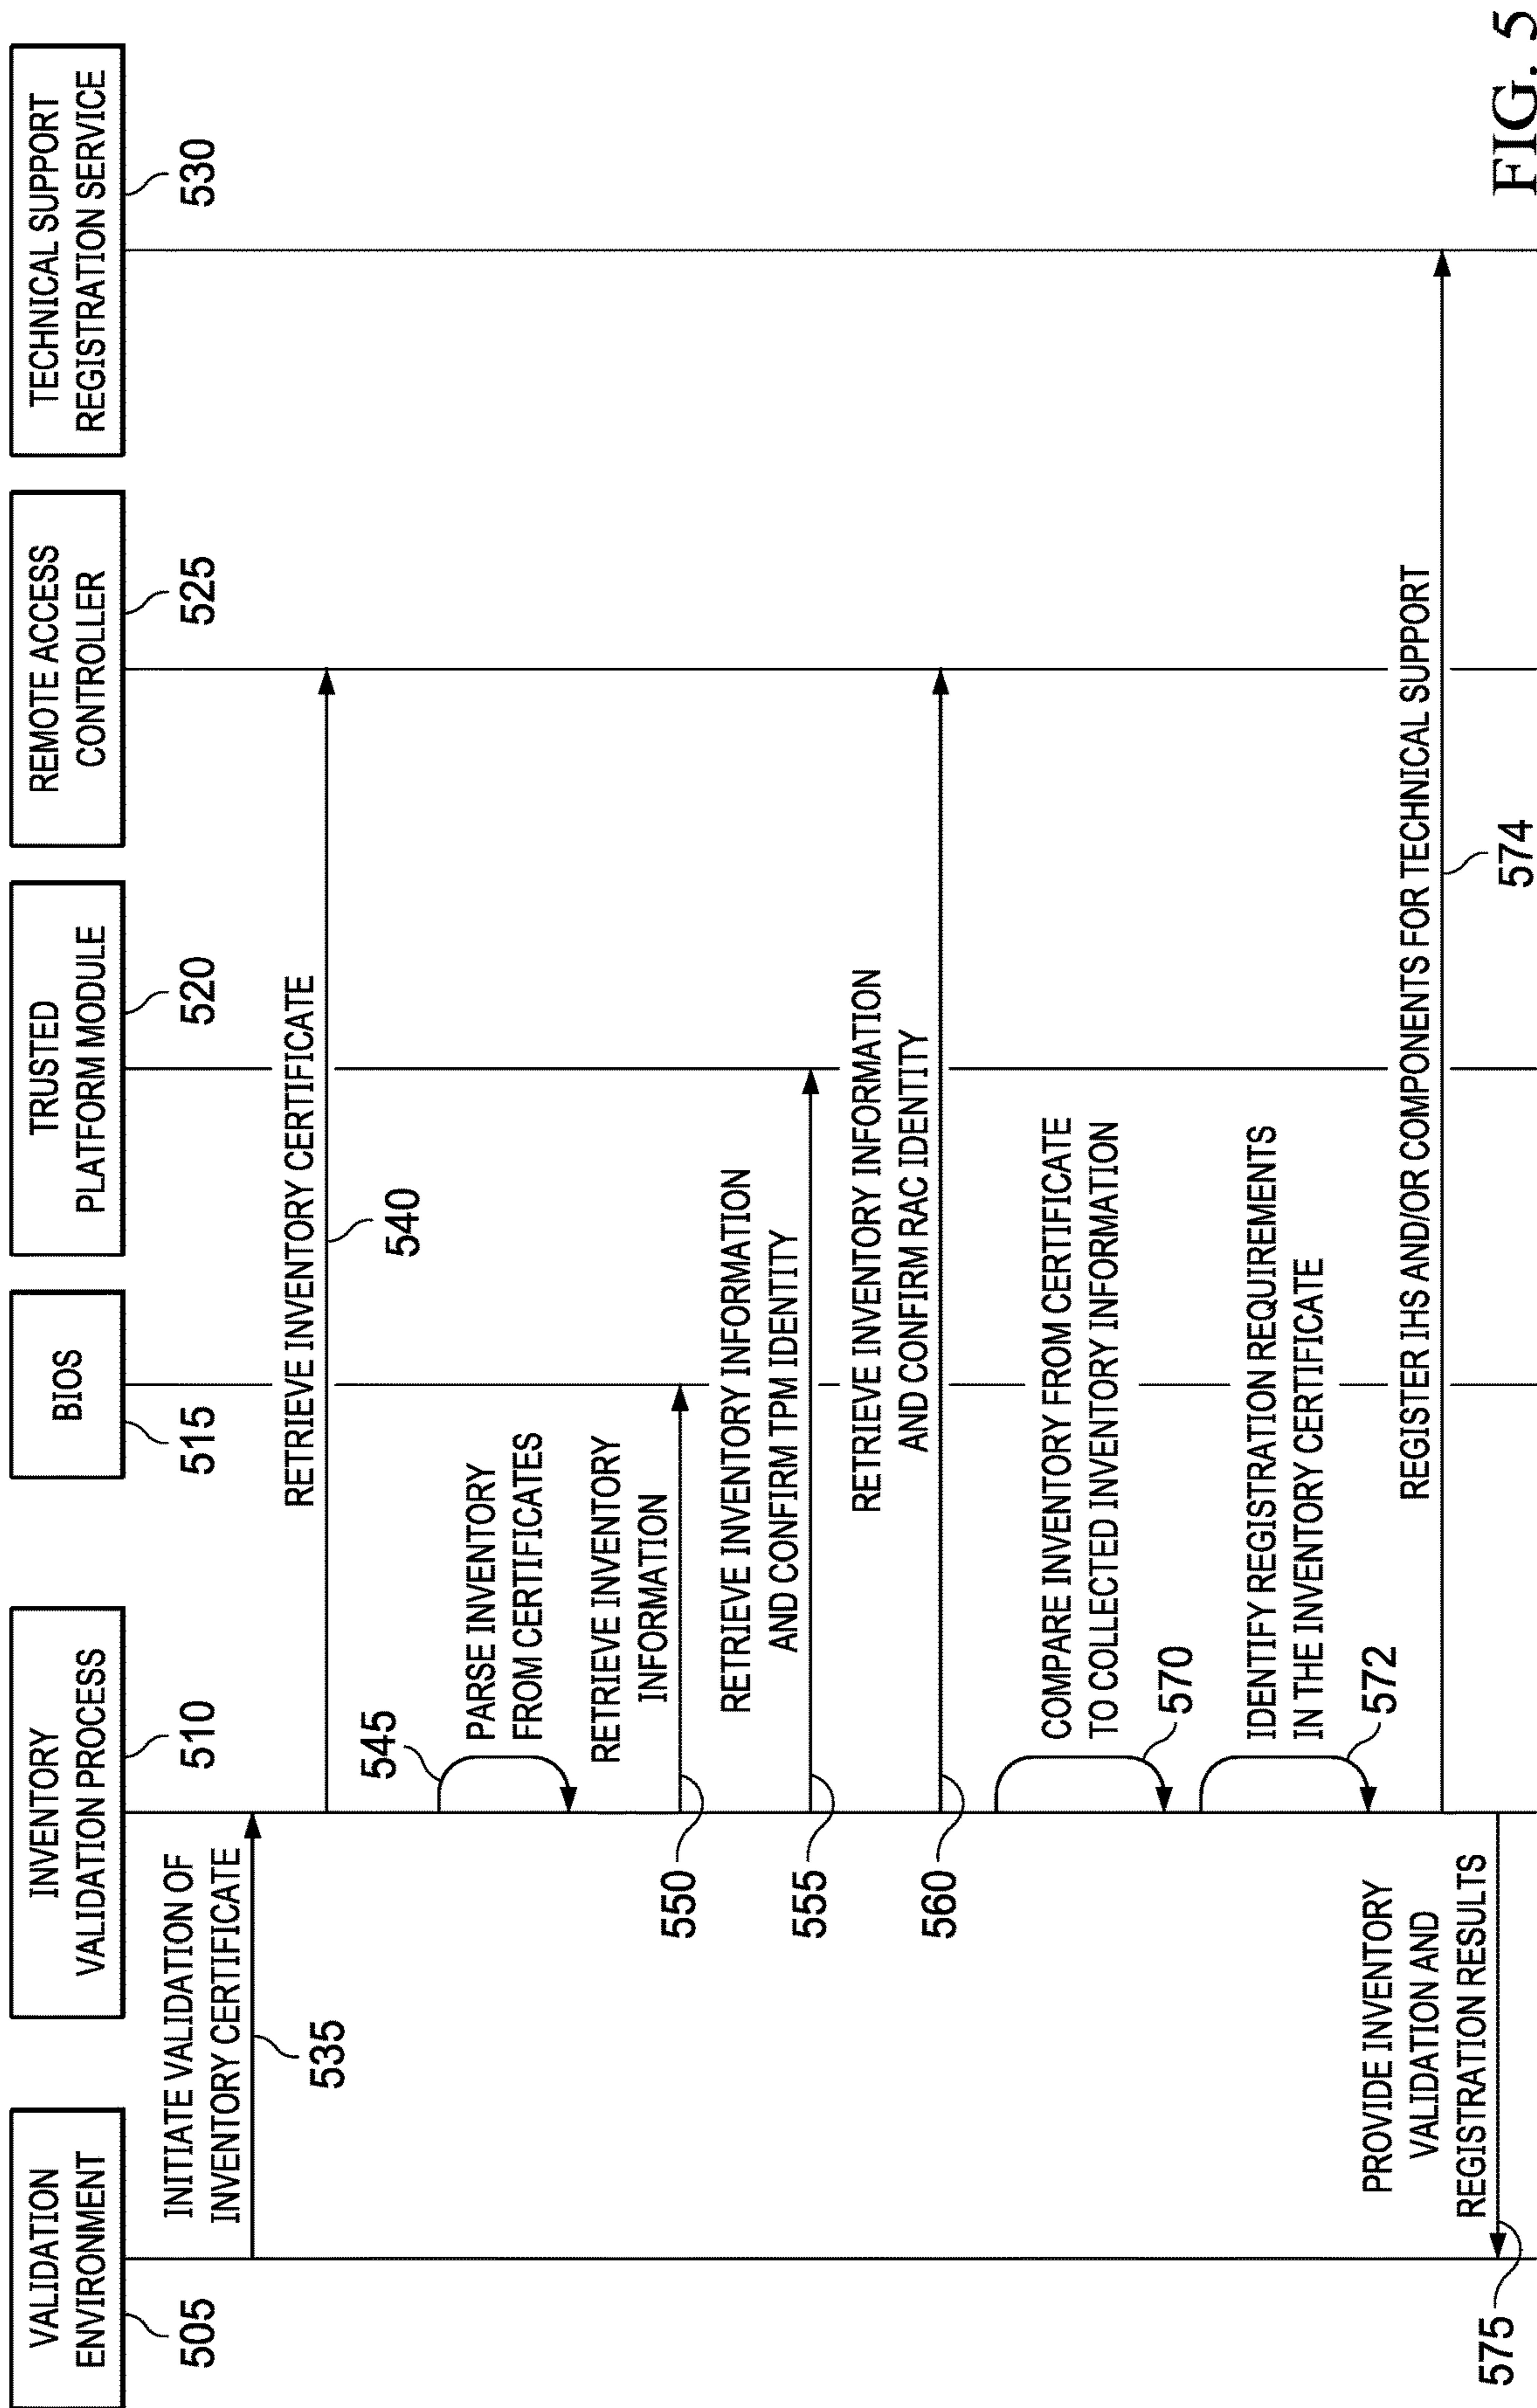 VALIDATION
ENVIRONMENT
505
INVENTORY
VALIDATION PROCESS
510
BIOS
515
TRUSTED
PLATFORM MODULE
520
REMOTE ACCESS
CONTROLLER
525
TECHNICAL SUPPORT
REGISTRATION SERVICE
530
INITIATE VALIDATION OF
INVENTORY CERTIFICATE
535
RETRIEVE INVENTORY CERTIFICATE
540
545
PARSE INVENTORY
FROM CERTIFICATES
RETRIEVE INVENTORY
INFORMATION
550
RETRIEVE INVENTORY INFORMATION
AND CONFIRM TPM IDENTITY
555
RETRIEVE INVENTORY INFORMATION
AND CONFIRM RAC IDENTITY
560
COMPARE INVENTORY FROM CERTIFICATE
TO COLLECTED INVENTORY INFORMATION
570
IDENTIFY REGISTRATION REQUIREMENTS
IN THE INVENTORY CERTIFICATE
572
REGISTER IHS AND/OR COMPONENTS FOR TECHNICAL SUPPORT
574
PROVIDE INVENTORY
VALIDATION AND
REGISTRATION RESULTS
575
FIG. 5